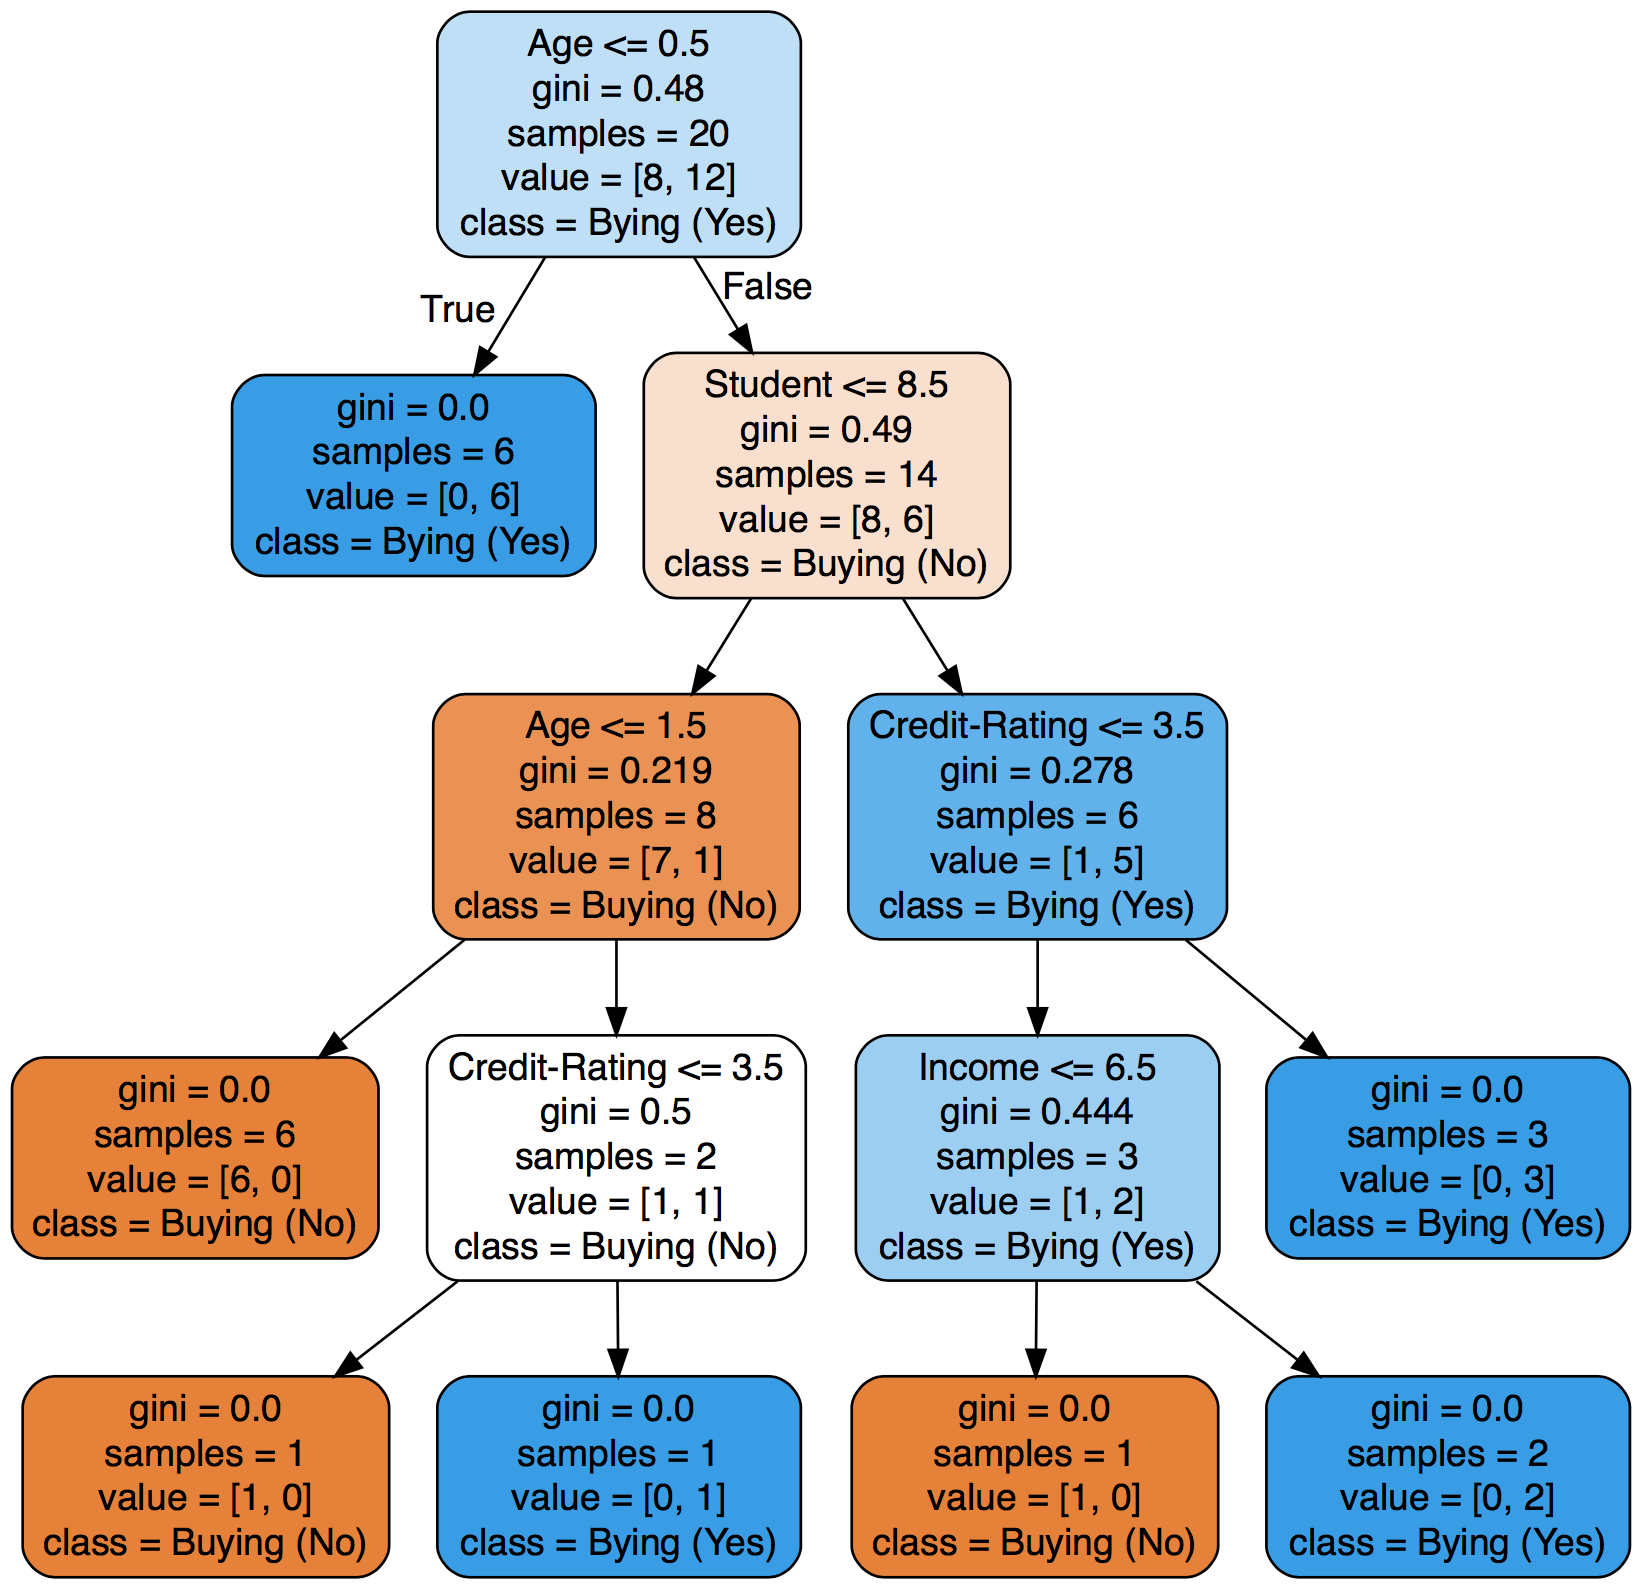 Age <= 0.5
gini = 0.48
samples = 20
value = [8, 12]
class = Bying (Yes)
True
False
gini = 0.0
samples = 6
value = [0, 6]
class = Bying (Yes)
Student <= 8.5
gini = 0.49
samples = 14
value = [8, 6]
class = Buying (No)
Age <= 1.5
gini = 0.219
samples = 8
value = [7, 1]
class = Buying (No)
Credit-Rating <= 3.5
gini = 0.278
samples = 6
value = [1, 5]
class = Bying (Yes)
gini = 0.0
samples = 6
value = [6, 0]
class = Buying (No)
Credit-Rating <= 3.5
gini = 0.5
samples = 2
value = [1, 1]
class = Buying (No)
Income <= 6.5
gini = 0.444
samples = 3
value = [1, 2]
class = Bying (Yes)
gini = 0.0
samples = 3
value = [0, 3]
class = Bying (Yes)
gini = 0.0
samples = 1
value = [1, 0]
class = Buying (No)
gini = 0.0
samples = 1
value = [0, 1]
class = Bying (Yes)
gini = 0.0
samples = 1
value = [1, 0]
class = Buying (No)
gini = 0.0
samples = 2
value = [0, 2]
class = Bying (Yes)